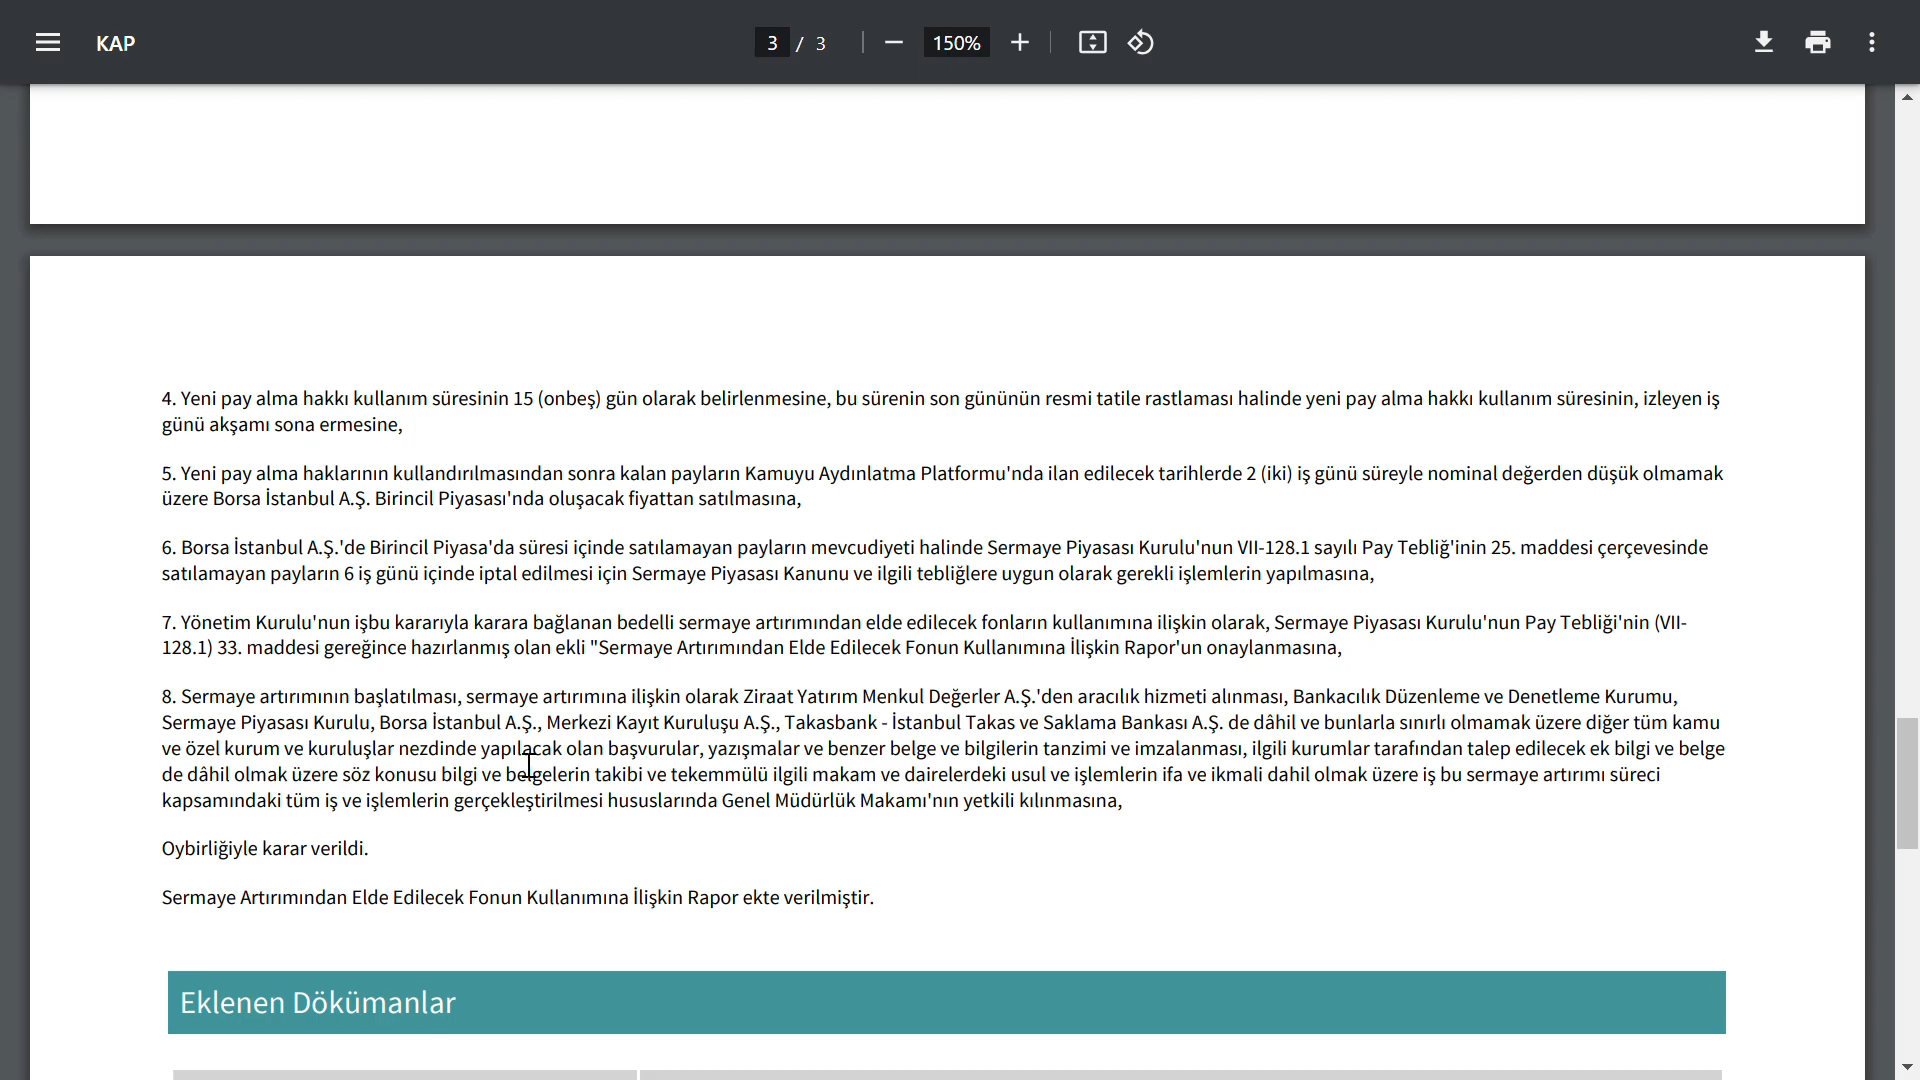 KAP
3 / 3
150%
4. Yeni pay alma hakkı kullanım süresinin 15 (onbeş) gün olarak belirlenmesine, bu sürenin son gününün resmi tatile rastlaması halinde yeni pay alma hakkı kullanım süresinin, izleyen iş
günü akşamı sona ermesine,
5. Yeni pay alma haklarının kullandırılmasından sonra kalan payların Kamuyu Aydınlatma Platformu'nda ilan edilecek tarihlerde 2 (iki) iş günü süreyle nominal değerden düşük olmamak
üzere Borsa İstanbul A.Ş. Birincil Piyasası'nda oluşacak fiyattan satılmasına,
6. Borsa İstanbul A.Ş.'de Birincil Piyasa'da süresi içinde satılamayan payların mevcudiyeti halinde Sermaye Piyasası Kurulu'nun VII-128.1 sayılı Pay Tebliğ'inin 25. maddesi çerçevesinde
satılamayan payların 6 iş günü içinde iptal edilmesi için Sermaye Piyasası Kanunu ve ilgili tebliğlere uygun olarak gerekli işlemlerin yapılmasına,
7. Yönetim Kurulu'nun işbu kararıyla karara bağlanan bedelli sermaye artırımından elde edilecek fonların kullanımına ilişkin olarak, Sermaye Piyasası Kurulu'nun Pay Tebliği'nin (VII-
128.1) 33. maddesi gereğince hazırlanmış olan ekli "Sermaye Artırımından Elde Edilecek Fonun Kullanımına İlişkin Rapor'un onaylanmasına,
8. Sermaye artırımının başlatılması, sermaye artırımına ilişkin olarak Ziraat Yatırım Menkul Değerler A.Ş.'den aracılık hizmeti alınması, Bankacılık Düzenleme ve Denetleme Kurumu,
Sermaye Piyasası Kurulu, Borsa İstanbul A.Ş., Merkezi Kayıt Kuruluşu A.Ş., Takasbank - İstanbul Takas ve Saklama Bankası A.Ş. de dâhil ve bunlarla sınırlı olmamak üzere diğer tüm kamu
ve özel kurum ve kuruluşlar nezdinde yapılacak olan başvurular, yazışmalar ve benzer belge ve bilgilerin tanzimi ve imzalanması, ilgili kurumlar tarafından talep edilecek ek bilgi ve belge
de dâhil olmak üzere söz konusu bilgi ve belgelerin takibi ve tekemmülü ilgili makam ve dairelerdeki usul ve işlemlerin ifa ve ikmali dahil olmak üzere iş bu sermaye artırımı süreci
kapsamındaki tüm iş ve işlemlerin gerçekleştirilmesi hususlarında Genel Müdürlük Makamı'nın yetkili kılınmasına,
Oybirliğiyle karar verildi.
Sermaye Artırımından Elde Edilecek Fonun Kullanımına İlişkin Rapor ekte verilmiştir.
Eklenen Dökümanlar